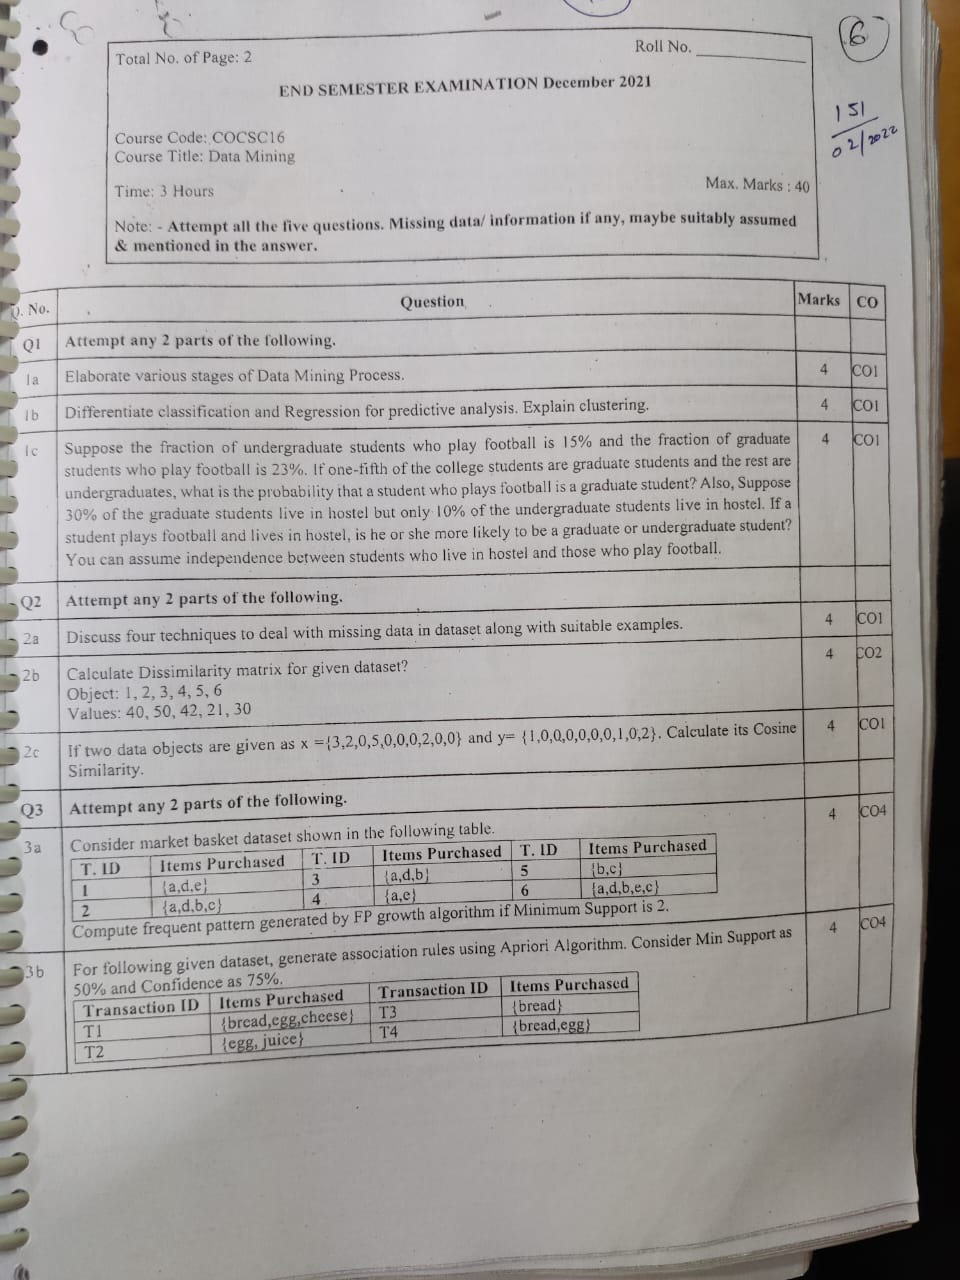 6
151
02/2022
Total No. of Page: 2
Roll No.
END SEMESTER EXAMINATION December 2021
Course Code: COCSC16
Course Title: Data Mining
Time: 3 Hours
Max. Marks : 40
Note: - Attempt all the five questions. Missing data/ information if any, maybe suitably assumed
& mentioned in the answer.
Q. No. Question Marks CO
Q1 Attempt any 2 parts of the following.
1a Elaborate various stages of Data Mining Process. 4 CO1
1b Differentiate classification and Regression for predictive analysis. Explain clustering. 4 CO1
1c Suppose the fraction of undergraduate students who play football is 15% and the fraction of graduate 4 CO1
students who play football is 23%. If one-fifth of the college students are graduate students and the rest are
undergraduates, what is the probability that a student who plays football is a graduate student? Also, Suppose
30% of the graduate students live in hostel but only 10% of the undergraduate students live in hostel. If a
student plays football and lives in hostel, is he or she more likely to be a graduate or undergraduate student?
You can assume independence between students who live in hostel and those who play football.
Q2 Attempt any 2 parts of the following.
2a Discuss four techniques to deal with missing data in dataset along with suitable examples. 4 CO1
2b Calculate Dissimilarity matrix for given dataset? 4 CO2
Object: 1, 2, 3, 4, 5, 6
Values: 40, 50, 42, 21, 30
2c If two data objects are given as x ={3,2,0,5,0,0,0,2,0,0} and y= {1,0,0,0,0,0,0,1,0,2}. Calculate its Cosine 4 CO1
Similarity.
Q3 Attempt any 2 parts of the following.
3a Consider market basket dataset shown in the following table. 4 CO4
T. ID Items Purchased T. ID Items Purchased T. ID Items Purchased
1 {a,d,e} 3 {a,d,b} 5 {b,c}
2 {a,d,b,c} 4 {a,e} 6 {a,d,b,e,c}
Compute frequent pattern generated by FP growth algorithm if Minimum Support is 2.
3b For following given dataset, generate association rules using Apriori Algorithm. Consider Min Support as 4 CO4
50% and Confidence as 75%.
Transaction ID Items Purchased Transaction ID Items Purchased
T1 {bread,egg,cheese} T3 {bread}
T2 {egg, juice} T4 {bread,egg}